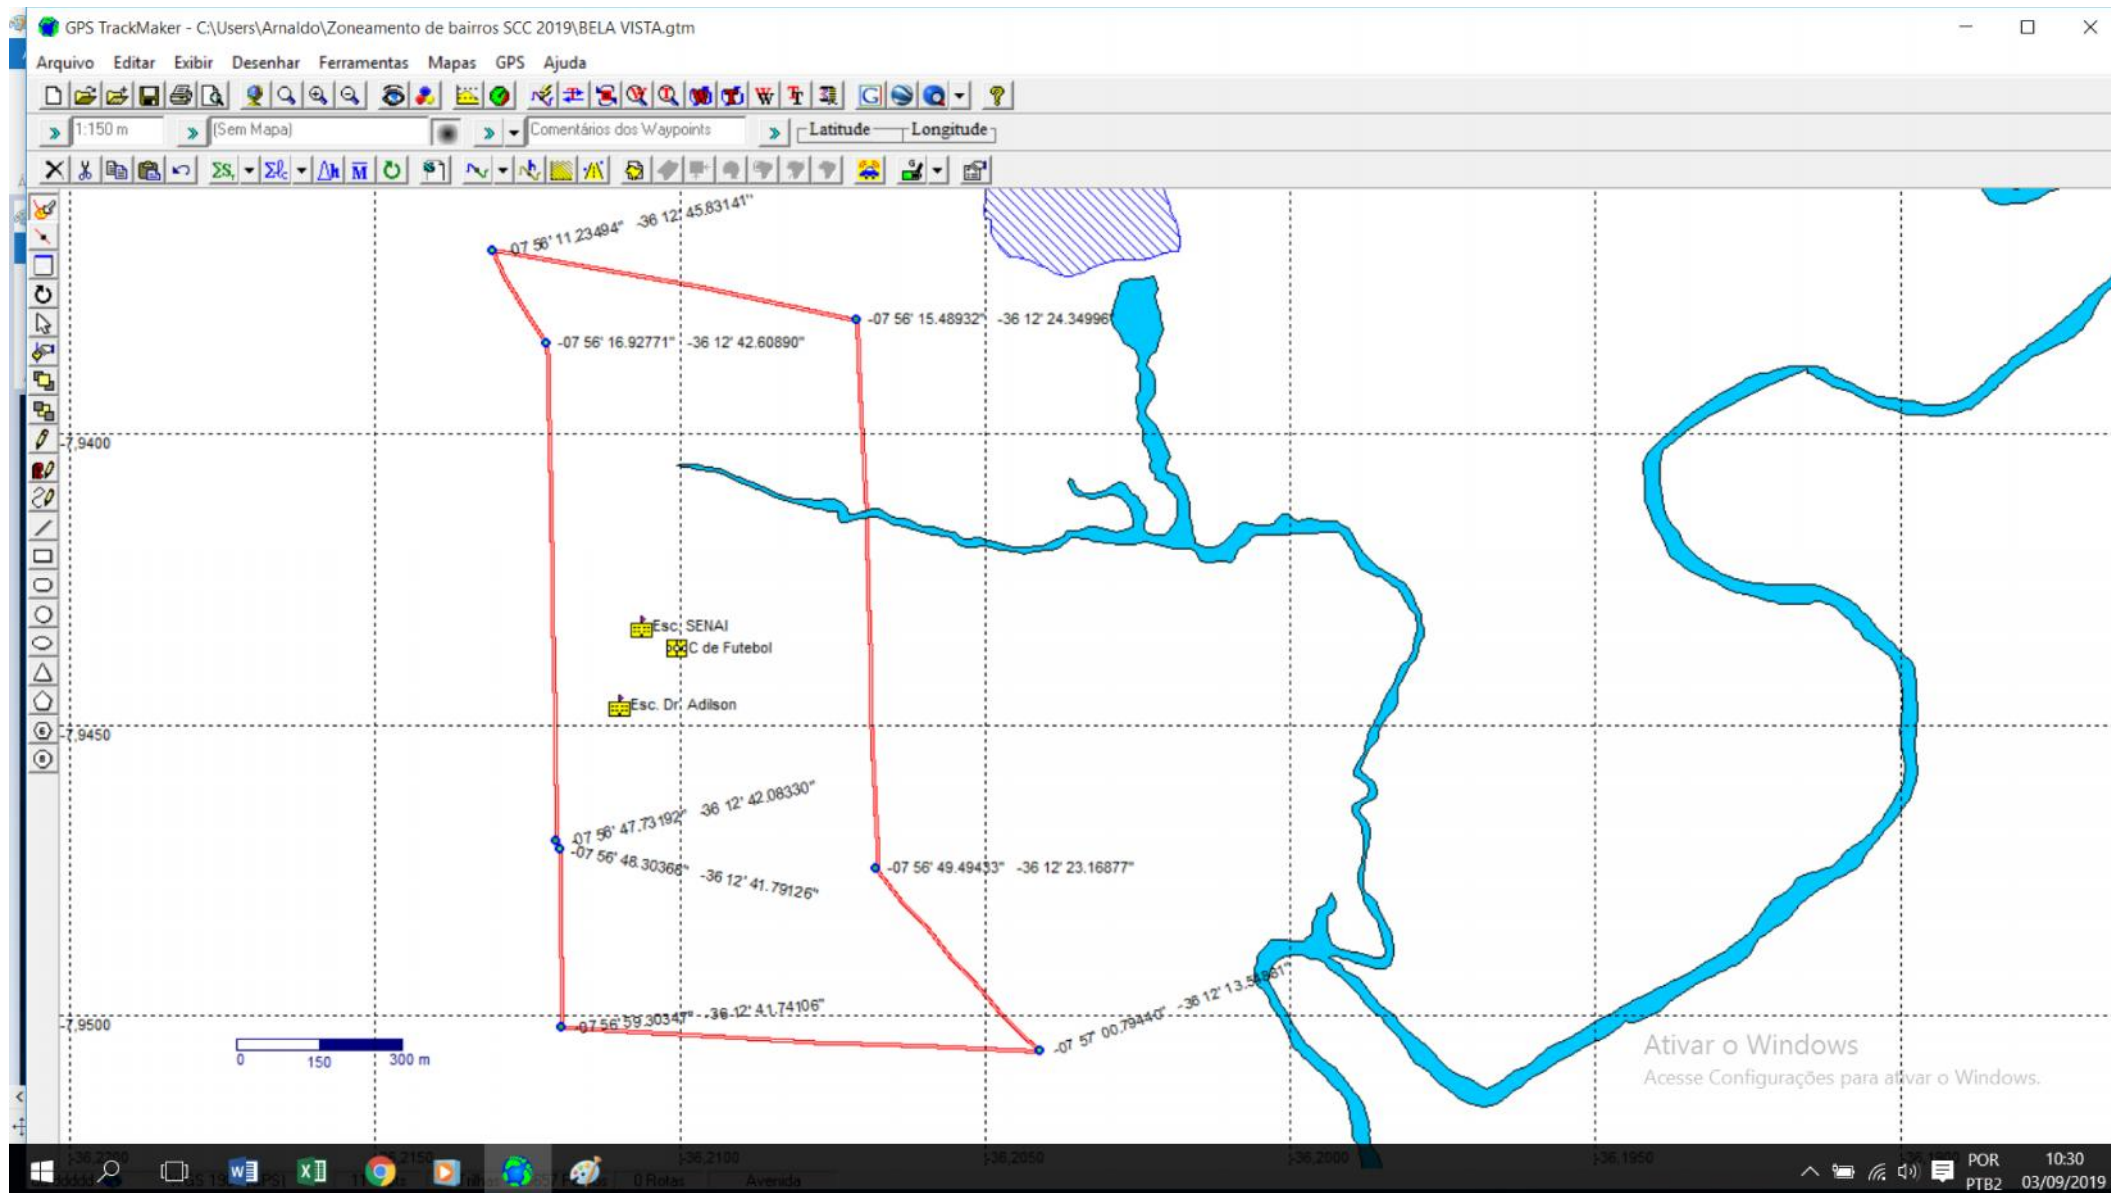 GPS TrackMaker - C:\Users\Arnaldo\Zoneamento de bairros SCC 2019\BELA VISTA.gtm
Arquivo Editar Exibir Desenhar Ferramentas Mapas GPS Ajuda
1:150 m (Sem Mapa) Comentários dos Waypoints Latitude Longitude
-07 56' 11.23494" -36 12' 45.83141"
-07 56' 15.48932" -36 12' 24.34996"
-07 56' 16.92771" -36 12' 42.60890"
-7,9400
Esc. SENAI
C de Futebol
Esc. Dr. Adilson
-7,9450
-07 56' 47.73192" -36 12' 42.08330"
-07 56' 48.30368" -36 12' 41.79126"
-07 56' 49.49433" -36 12' 23.16877"
-07 56' 59.30347" -36 12' 41.74106"
-7,9500
-07 57' 00.79440" -36 12' 13.54881"
0 150 300 m
Ativar o Windows
Acesse Configurações para ativar o Windows.
-36,2200 -36,2150 -36,2100 -36,2050 -36,2000 -36,1950 -36,1900
0 Rotas Avenida
POR 10:30
PTB2 03/09/2019